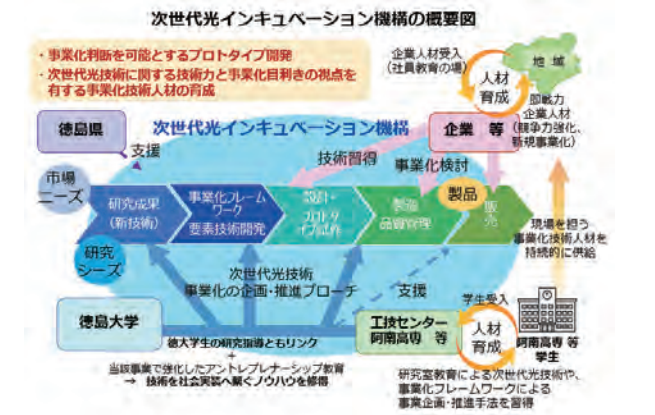 次世代光インキュベーション機構の概要図
・事業化判断を可能とするプロトタイプ開発
・次世代光技術に関する技術力と事業化目利きの視点を
有する事業化技術人材の育成
企業人材受入
(社員教育の場)
人材
育成
地 域
即戦力
企業人材
(競争力強化、
新規事業化)
徳島県
支援
次世代光インキュベーション機構
企業 等
技術習得
事業化検討
市場
ニーズ
研究成果
(新技術)
事業化フレーム
ワーク
要素技術開発
設計・
プロトタ
イプ試作
製造
品質管理
製品
販
売
研究
シーズ
現場を担う
事業化技術人材を
持続的に供給
次世代光技術
事業化の企画・推進プローチ
支援
学生受入
徳島大学
徳大学生の研究指導ともリンク
+
当該事業で強化したアントレプレナーシップ教育
→ 技術を社会実装へ繋ぐノウハウを修得
工技センター
阿南高専 等
人材
育成
阿南高専 等
学生
研究室教育による次世代光技術や、
事業化フレームワークによる
事業企画・推進手法を習得